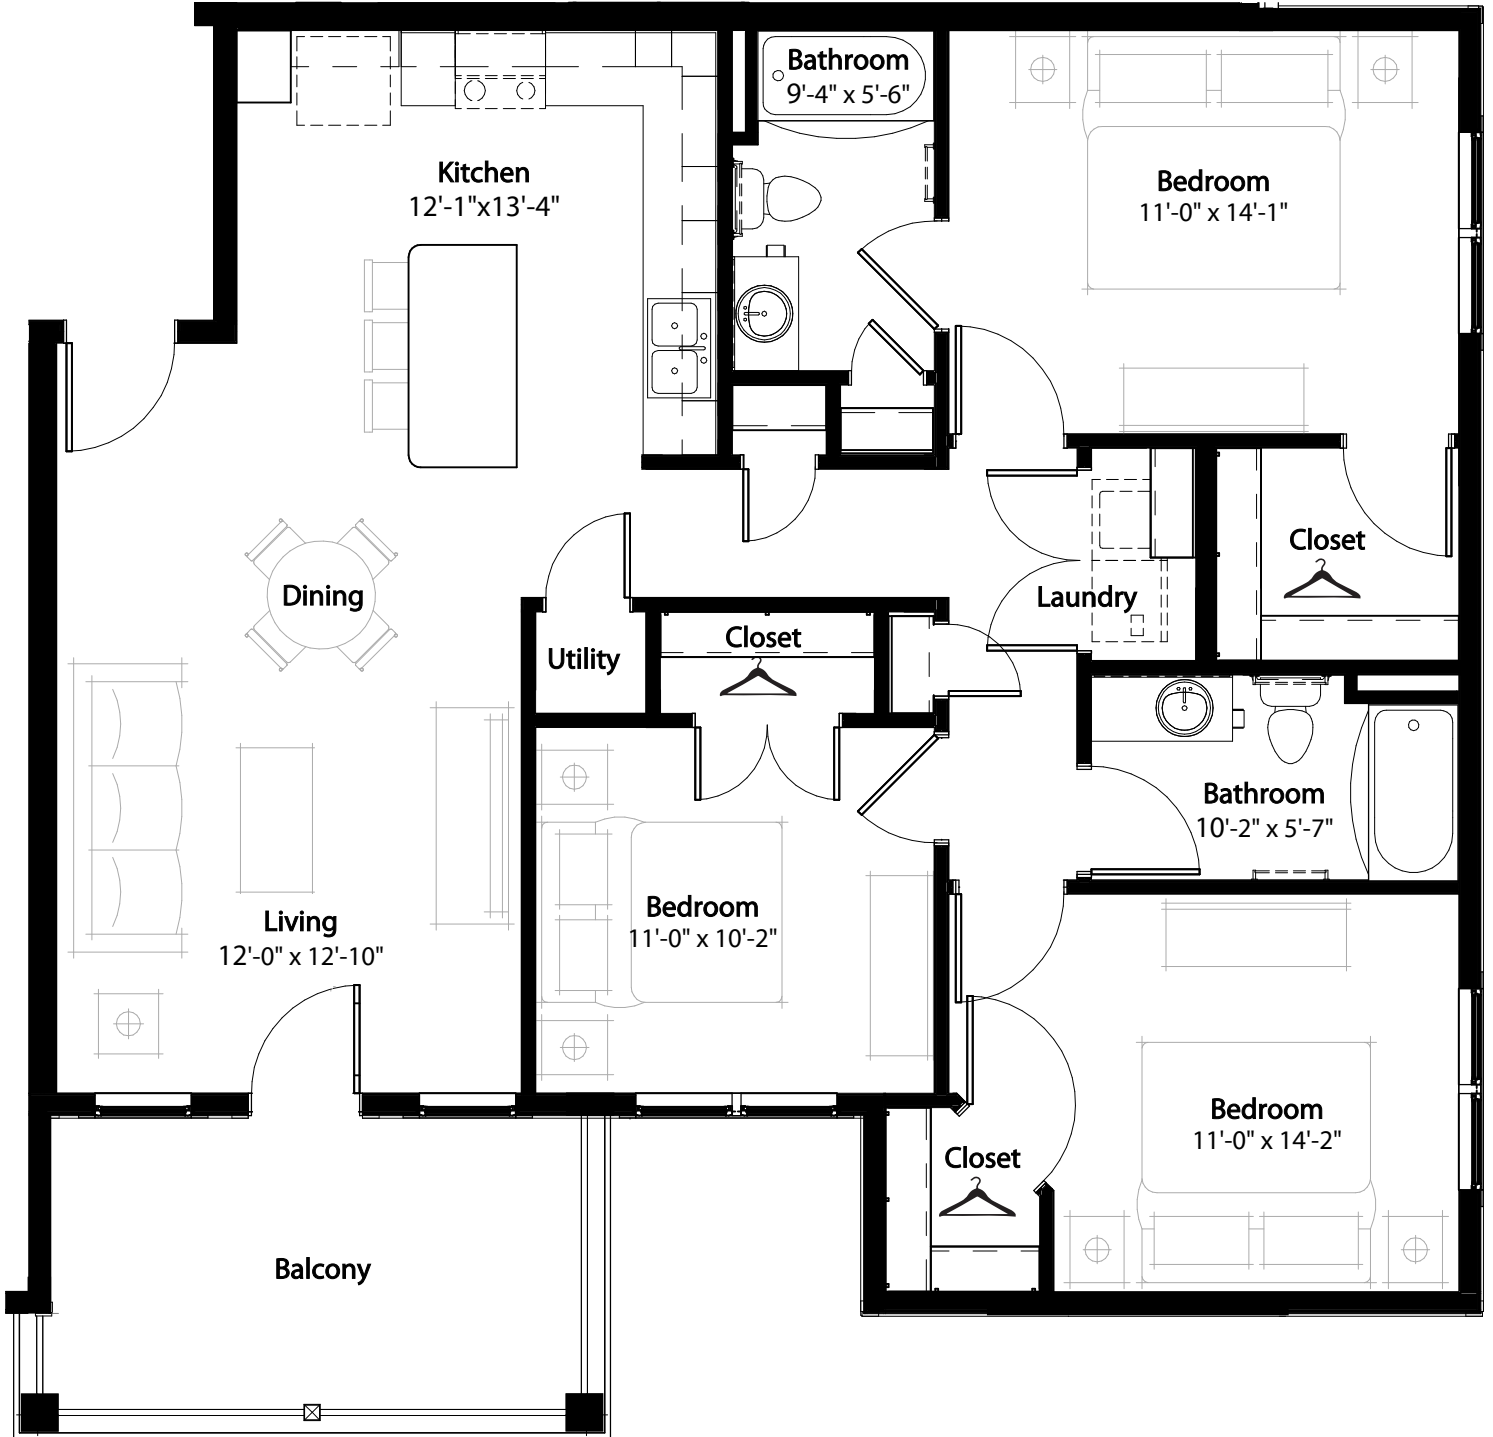 Bathroom
9'-4" x 5'-6"
Kitchen
12'-1"x13'-4"
Bedroom
11'-0" x 14'-1"
Closet
Dining
Laundry
Utility
Closet
Bathroom
10'-2" x 5'-7"
Living
12'-0" x 12'-10"
Bedroom
11'-0" x 10'-2"
Bedroom
11'-0" x 14'-2"
Closet
Balcony